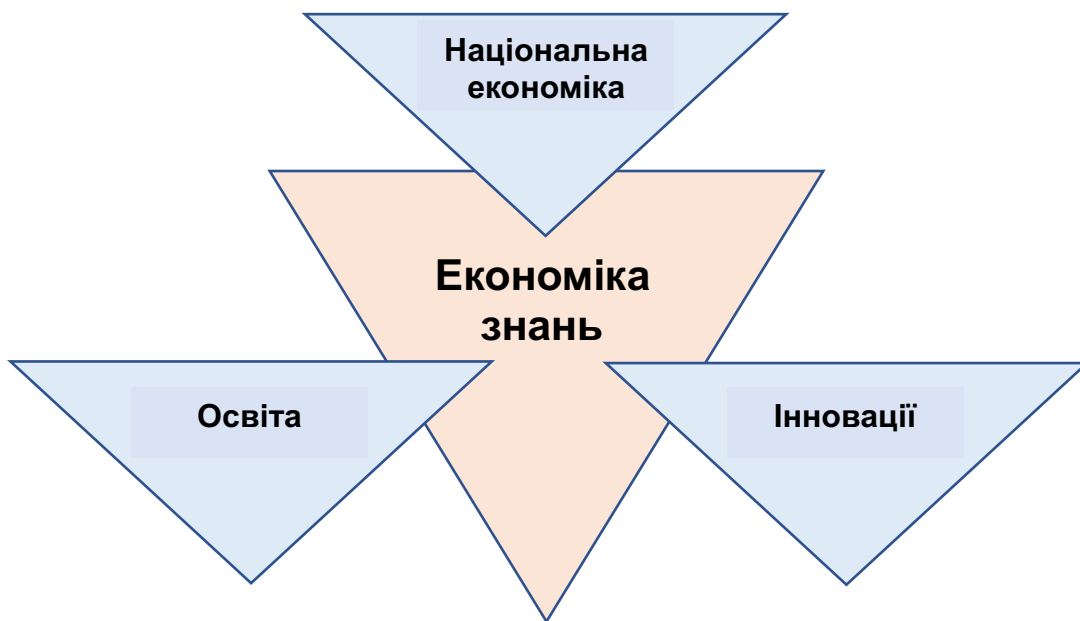 Національна
економіка
Економіка
знань
Освіта
Інновації